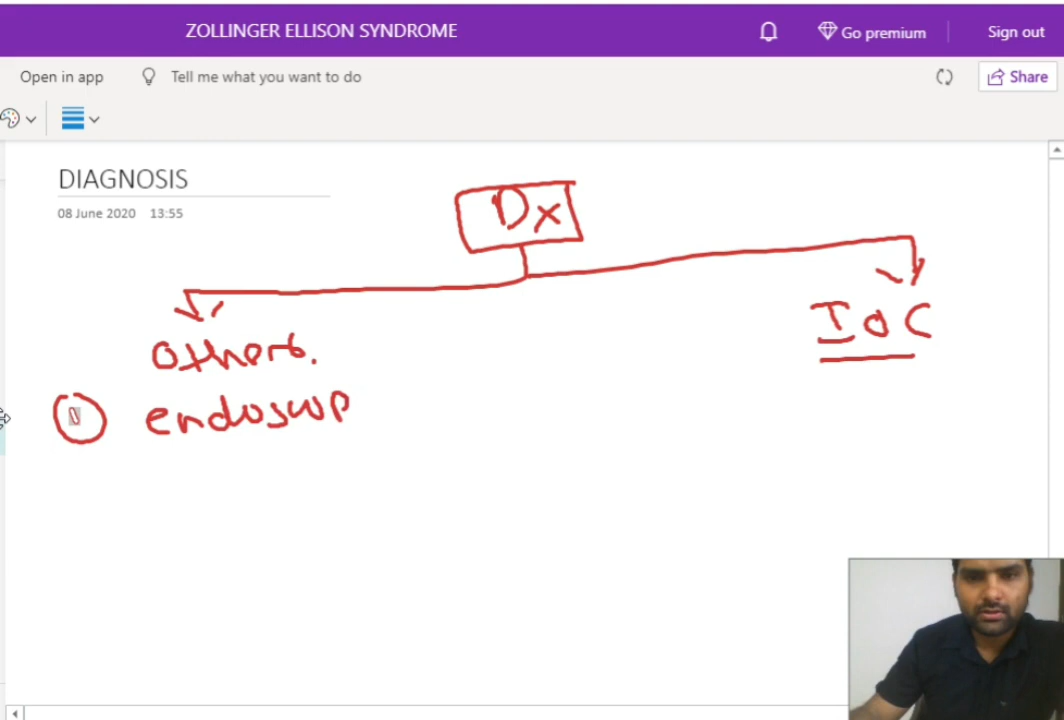 ZOLLINGER ELLISON SYNDROME
Go premium
Sign out
Open in app
Tell me what you want to do
Share
DIAGNOSIS
08 June 2020 13:55
Dx
Others.
IOC
① endoscop